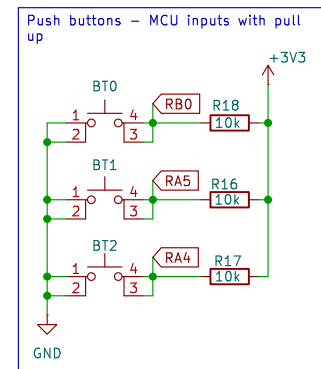 Push buttons – MCU inputs with pull
up
+3V3
BT0
RB0
R18
1
4
10k
2
3
BT1
RA5
R16
1
4
10k
2
3
BT2
RA4
R17
1
4
10k
2
3
GND